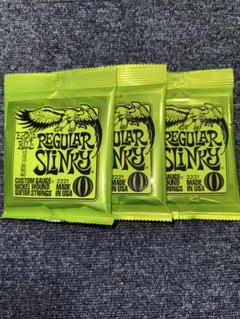 ERNIE
BALL
REGULAR
SLINKY
CUSTOM GAUGE
NICKEL WOUND
GUITAR STRINGS
2221
MADE
IN USA
REGULAR
SLINKY
2221
MADE
IN USA
REGULAR
SLINKY
2221
MADE
IN USA